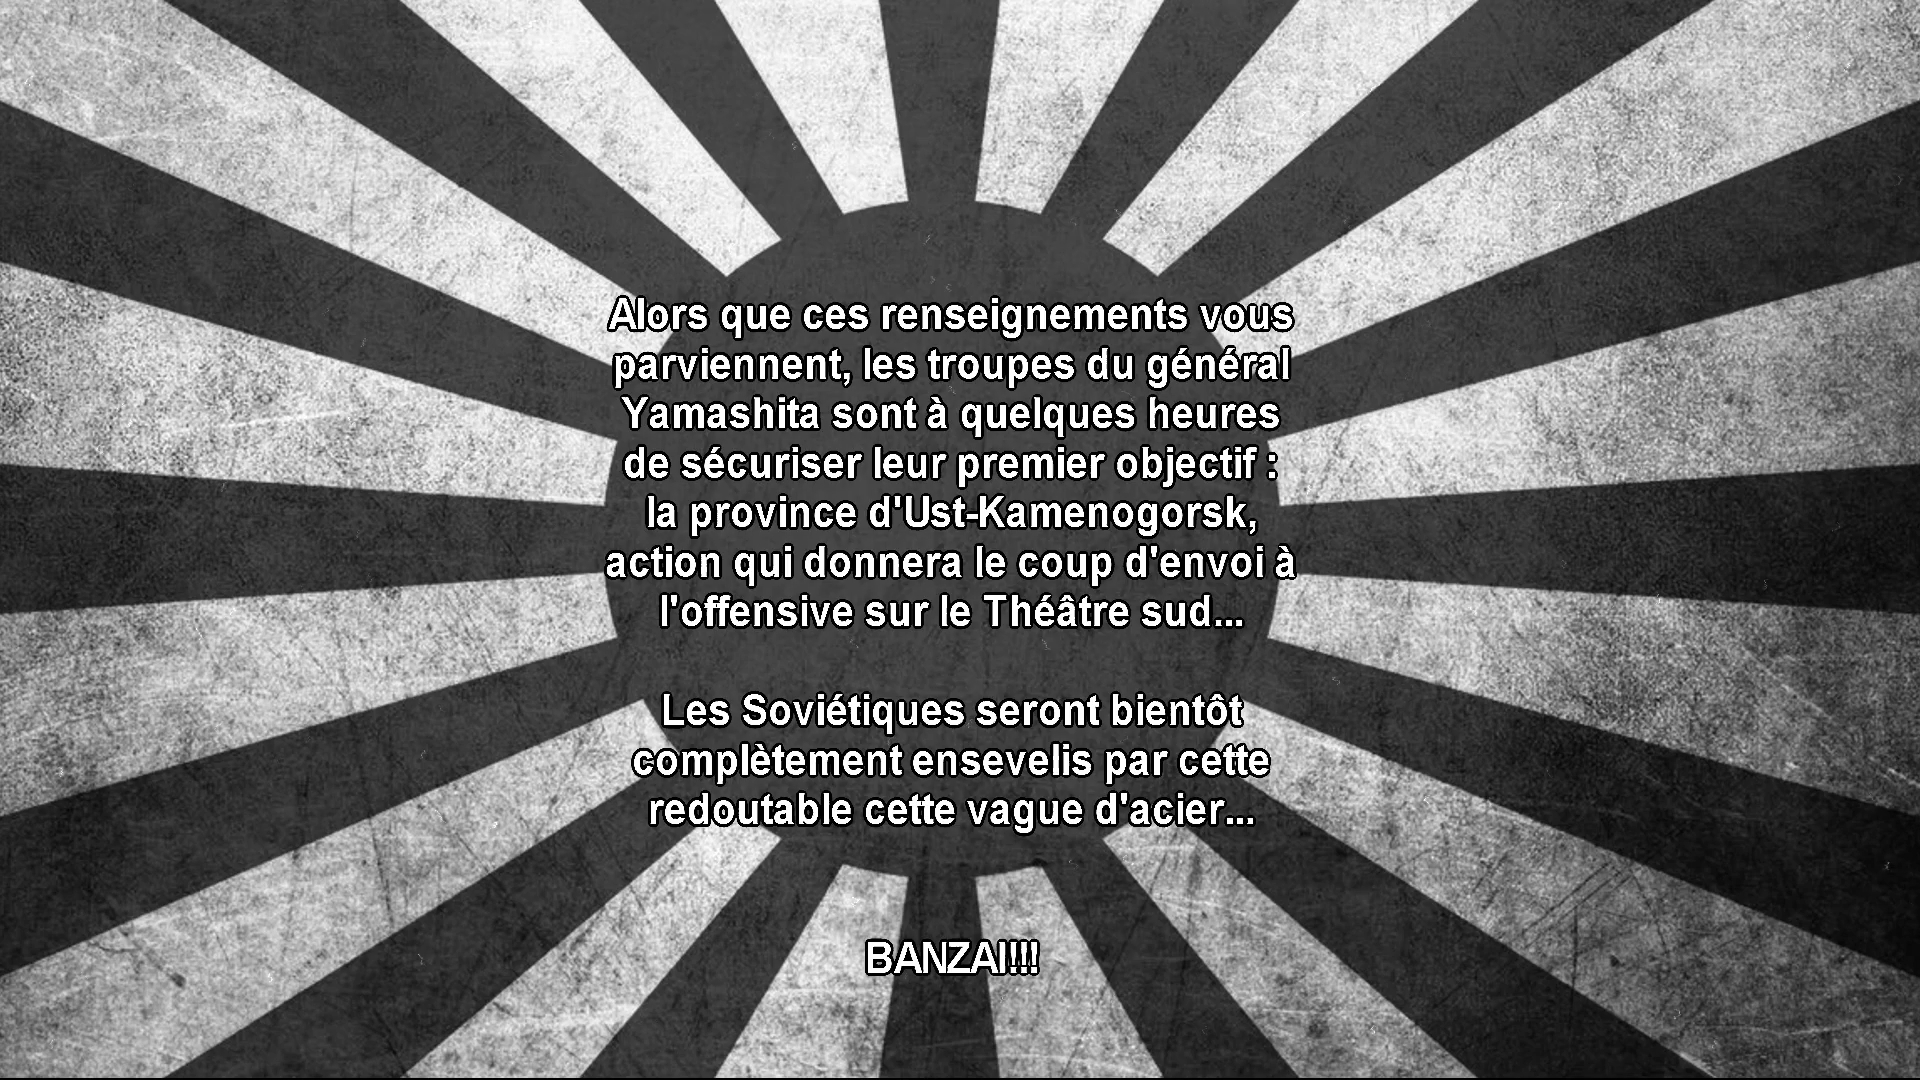 Alors que ces renseignements vous
parviennent, les troupes du général
Yamashita sont à quelques heures
de sécuriser leur premier objectif :
la province d'Ust-Kamenogorsk,
action qui donnera le coup d'envoi à
l'offensive sur le Théâtre sud...
Les Soviétiques seront bientôt
complètement ensevelis par cette
redoutable cette vague d'acier...
BANZAI!!!